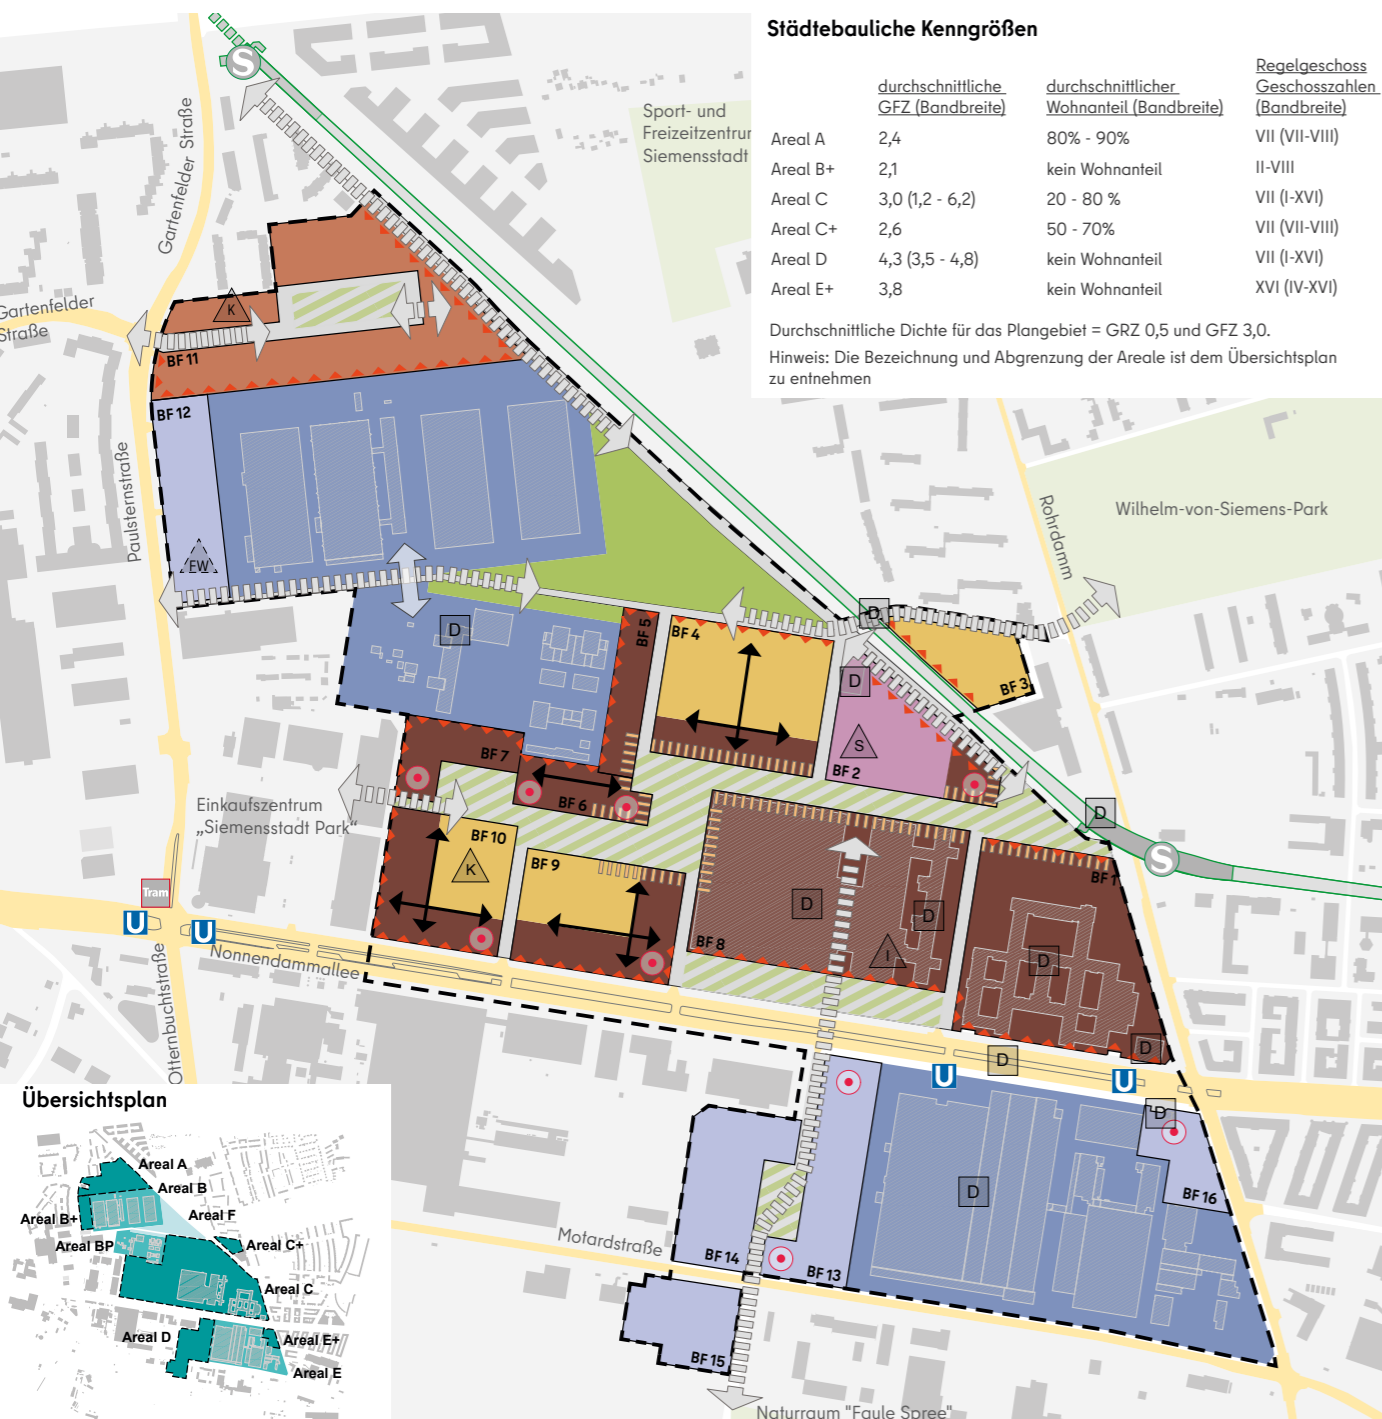 Städtebauliche Kenngrößen
durchschnittliche GFZ (Bandbreite)
durchschnittlicher Wohnanteil (Bandbreite)
Regelgeschoss Geschosszahlen (Bandbreite)
Areal A 2,4 80% - 90% VII (VII-VIII)
Areal B+ 2,1 kein Wohnanteil II-VIII
Areal C 3,0 (1,2 - 6,2) 20 - 80 % VII (I-XVI)
Areal C+ 2,6 50 - 70% VII (VII-VIII)
Areal D 4,3 (3,5 - 4,8) kein Wohnanteil VII (I-XVI)
Areal E+ 3,8 kein Wohnanteil XVI (IV-XVI)
Durchschnittliche Dichte für das Plangebiet = GRZ 0,5 und GFZ 3,0.
Hinweis: Die Bezeichnung und Abgrenzung der Areale ist dem Übersichtsplan
zu entnehmen
S
Sport- und
Freizeitzentrur
Siemensstadt
Gartenfelder Straße
Gartenfelder
Straße
K
BF 11
BF 12
Paulsternstraße
Rohrdamm
Wilhelm-von-Siemens-Park
FW
D
BF 5
BF 4
D
D
BF 3
S
BF 2
BF 7
BF 6
Einkaufszentrum
„Siemensstadt Park“
BF 10
K
BF 9
D
S
BF 1
Tram
U
U
D
D
I
BF 8
D
D
Nonnendammallee
Otternbuchtstraße
D
U
U
D
D
BF 16
Motardstraße
BF 14
BF 13
BF 15
Naturraum "Faule Spree"
Übersichtsplan
Areal A
Areal B
Areal B+
Areal F
Areal BP
Areal C+
Areal C
Areal D
Areal E+
Areal E